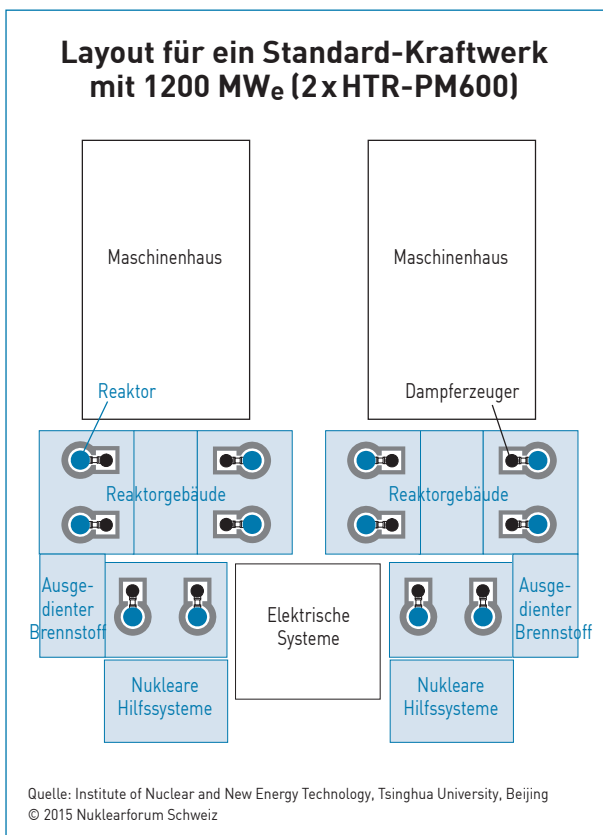 Layout für ein Standard-Kraftwerk
mit 1200 MWe (2 x HTR-PM600)
Maschinenhaus
Maschinenhaus
Reaktor
Dampferzeuger
Reaktorgebäude
Reaktorgebäude
Ausge-
dienter
Brennstoff
Elektrische
Systeme
Ausge-
dienter
Brennstoff
Nukleare
Hilfssysteme
Nukleare
Hilfssysteme
Quelle: Institute of Nuclear and New Energy Technology, Tsinghua University, Beijing
© 2015 Nuklearforum Schweiz